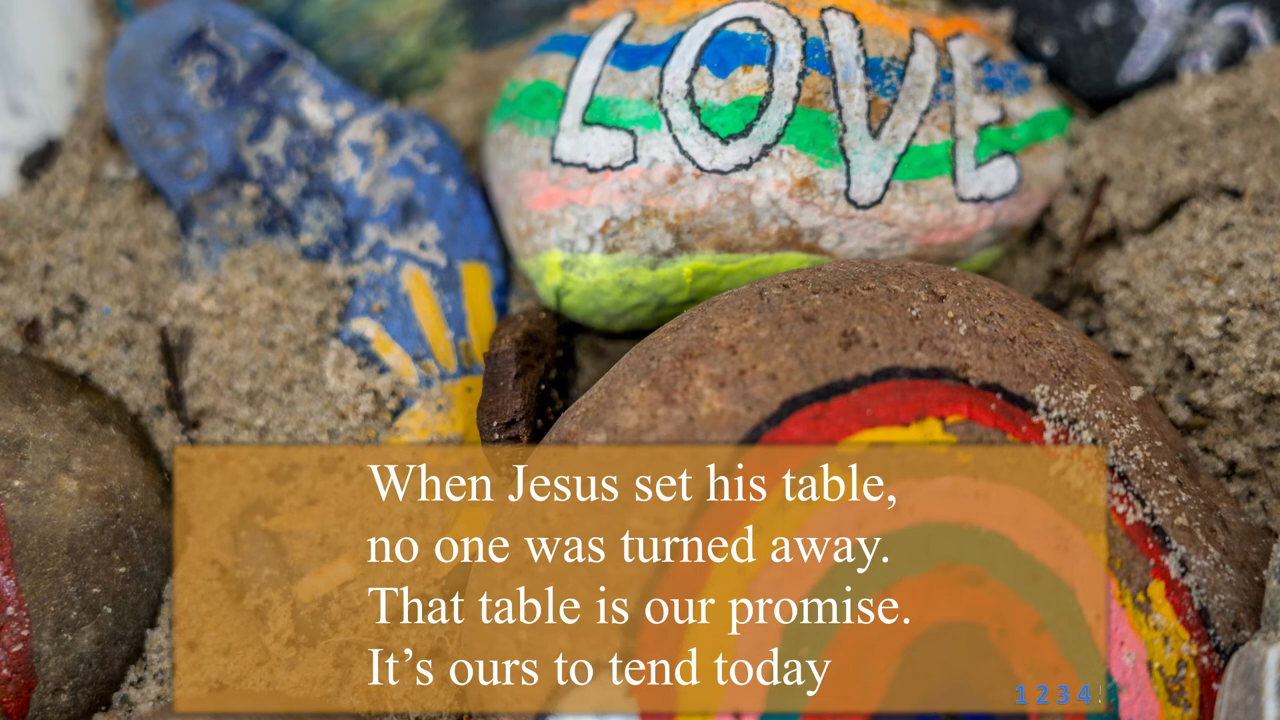 LOVE
When Jesus set his table,
no one was turned away.
That table is our promise.
It's ours to tend today
1 2 3 4